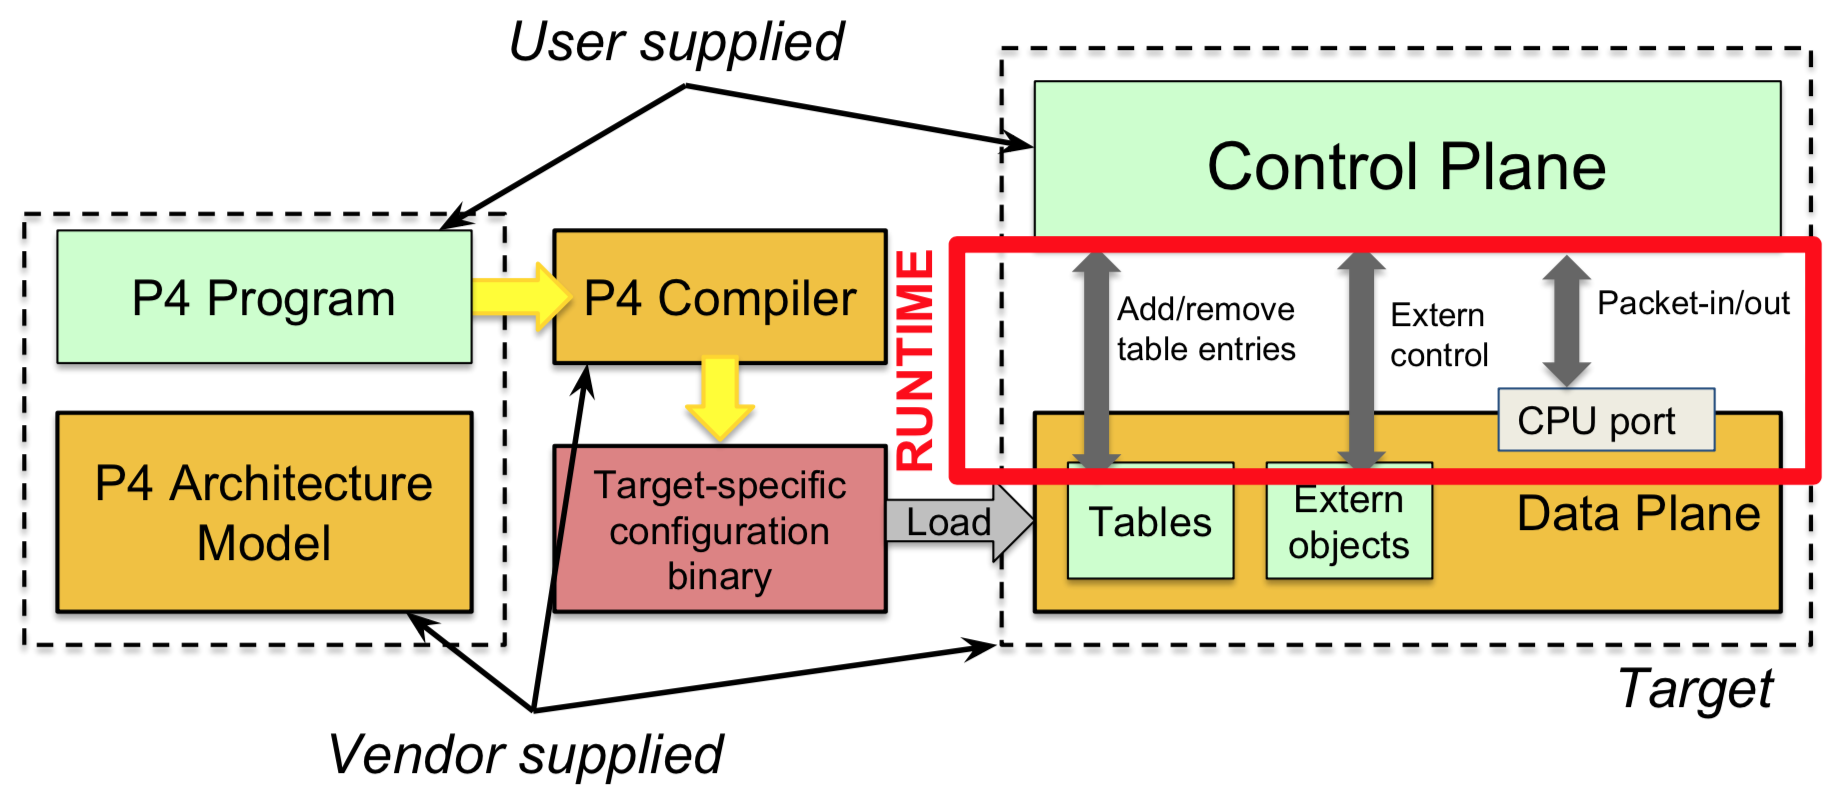 User supplied
Control Plane
P4 Program
P4 Compiler
RUNTIME
Add/remove
table entries
Extern
control
Packet-in/out
CPU port
P4 Architecture
Model
Target-specific
configuration
binary
Load
Tables
Extern
objects
Data Plane
Target
Vendor supplied